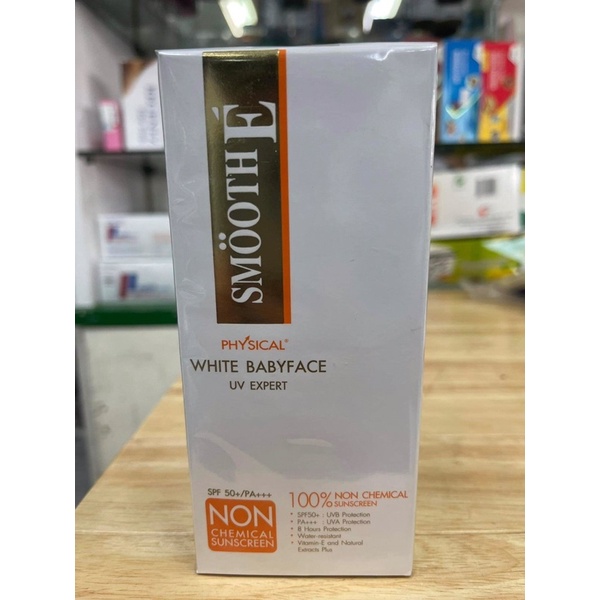 SMÖOTH É
PHYSICAL®
WHITE BABYFACE
UV EXPERT
SPF 50+/PA+++
NON
CHEMICAL
SUNSCREEN
100% NON CHEMICAL
SUNSCREEN
• SPF50+ : UVB Protection
• PA+++ : UVA Protection
• 8 Hours Protection
• Water-resistant
• Vitamin-E and Natural
Extracts Plus